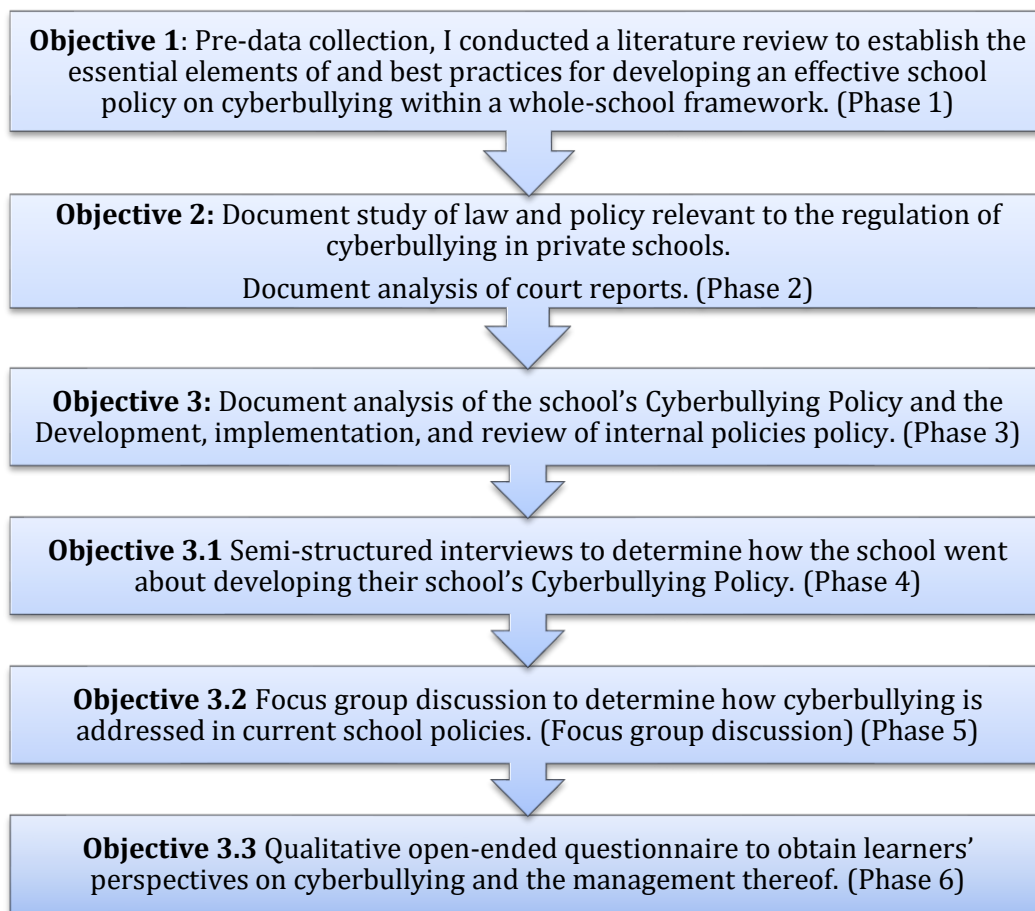 Objective 1: Pre-data collection, I conducted a literature review to establish the
essential elements of and best practices for developing an effective school
policy on cyberbullying within a whole-school framework. (Phase 1)
Objective 2: Document study of law and policy relevant to the regulation of
cyberbullying in private schools.
Document analysis of court reports. (Phase 2)
Objective 3: Document analysis of the school’s Cyberbullying Policy and the
Development, implementation, and review of internal policies policy. (Phase 3)
Objective 3.1 Semi-structured interviews to determine how the school went
about developing their school’s Cyberbullying Policy. (Phase 4)
Objective 3.2 Focus group discussion to determine how cyberbullying is
addressed in current school policies. (Focus group discussion) (Phase 5)
Objective 3.3 Qualitative open-ended questionnaire to obtain learners’
perspectives on cyberbullying and the management thereof. (Phase 6)